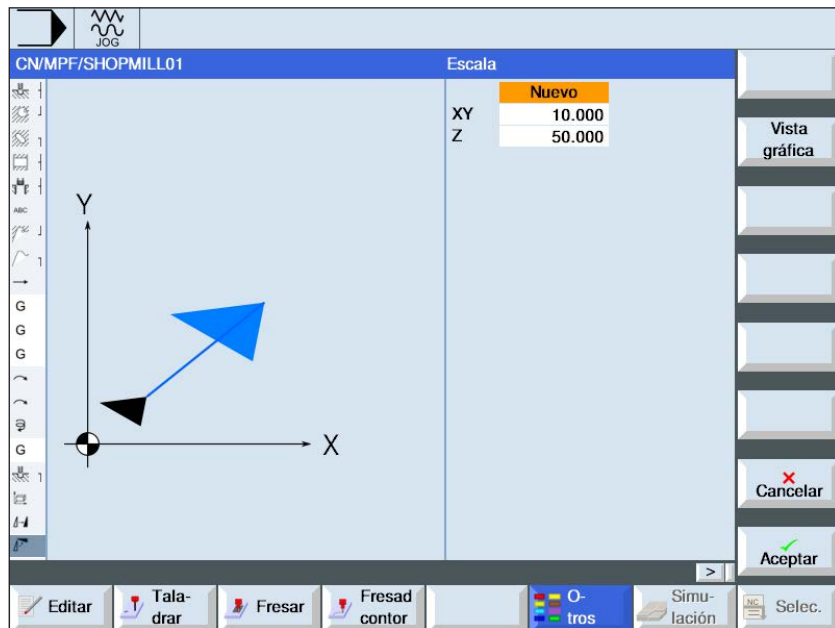 JOG
CN/MPF/SHOPMILL01
Escala
Nuevo
XY 10.000
Z 50.000
Vista
gráfica
ABC
G
G
G
G
Y
X
Cancelar
Aceptar
>
Editar
Tala-
drar
Fresar
Fresad
contor
O-
tros
Simu-
lación
NC
Selec.